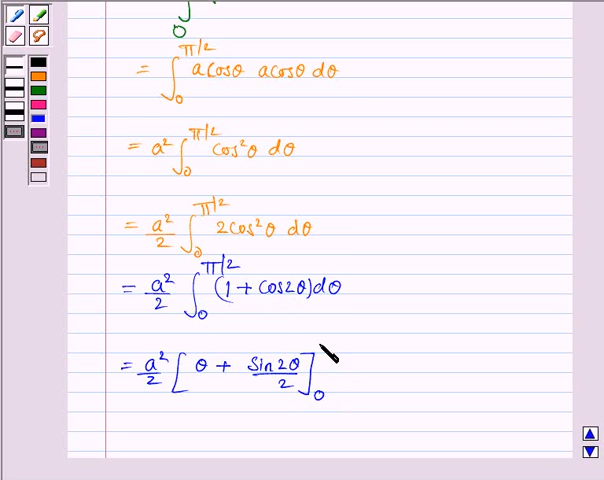 0
= ∫₀^π/2 a cosθ a cosθ dθ
= a² ∫₀^π/2 cos²θ dθ
= a²/2 ∫₀^π/2 2cos²θ dθ
= a²/2 ∫₀^π/2 (1 + cos2θ)dθ
= a²/2 [θ + sin2θ/2]₀